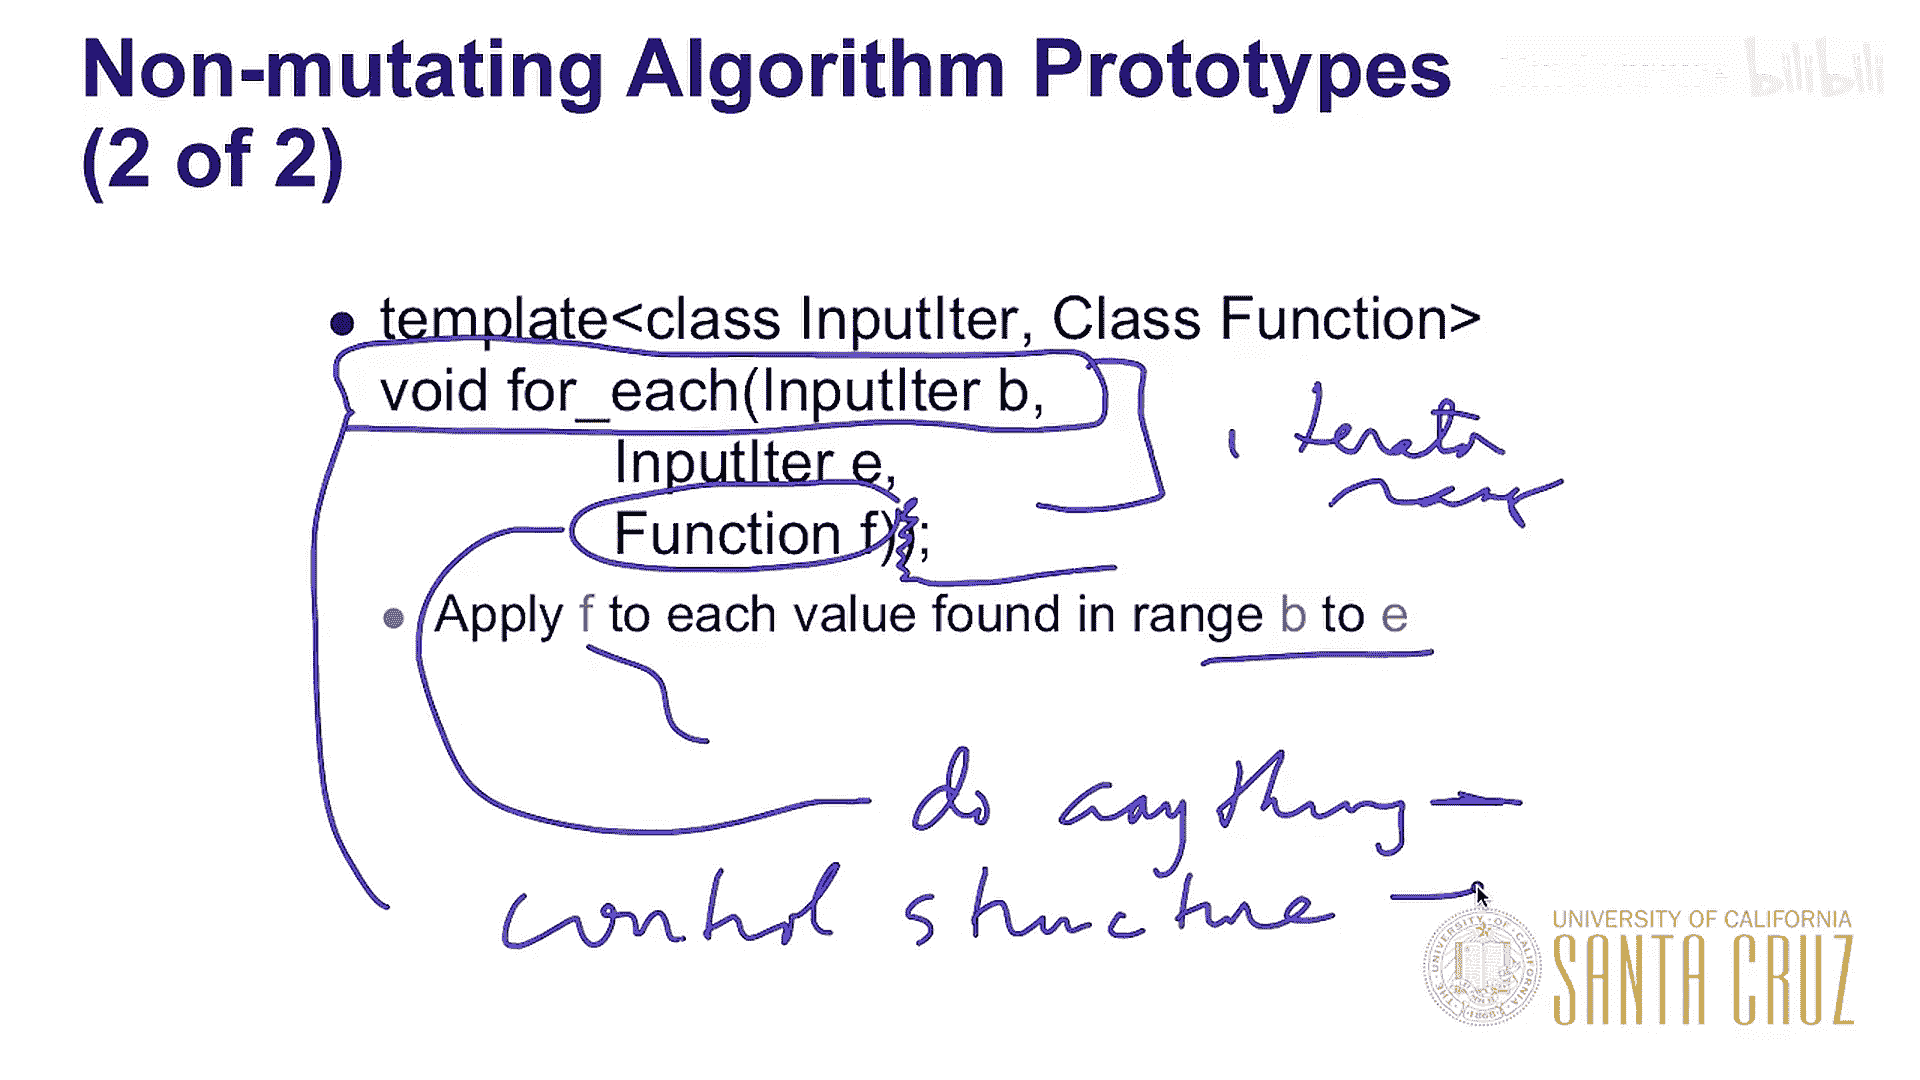 Non-mutating Algorithm Prototypes
(2 of 2)
bilibili
template<class InputIter, Class Function>
void for_each(InputIter b,
InputIter e,
Function f));
iterator
range
Apply f to each value found in range b to e
do anything
control structure
UNIVERSITY OF CALIFORNIA
SANTA CRUZ